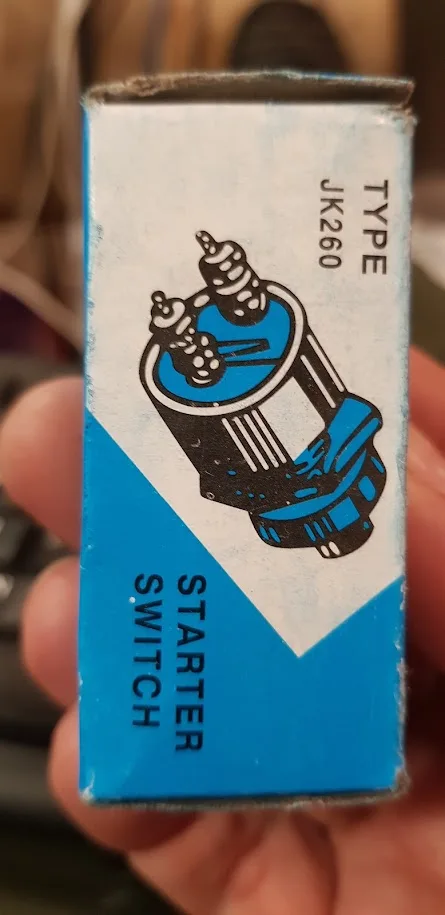 TYPE
JK260
STARTER
SWITCH